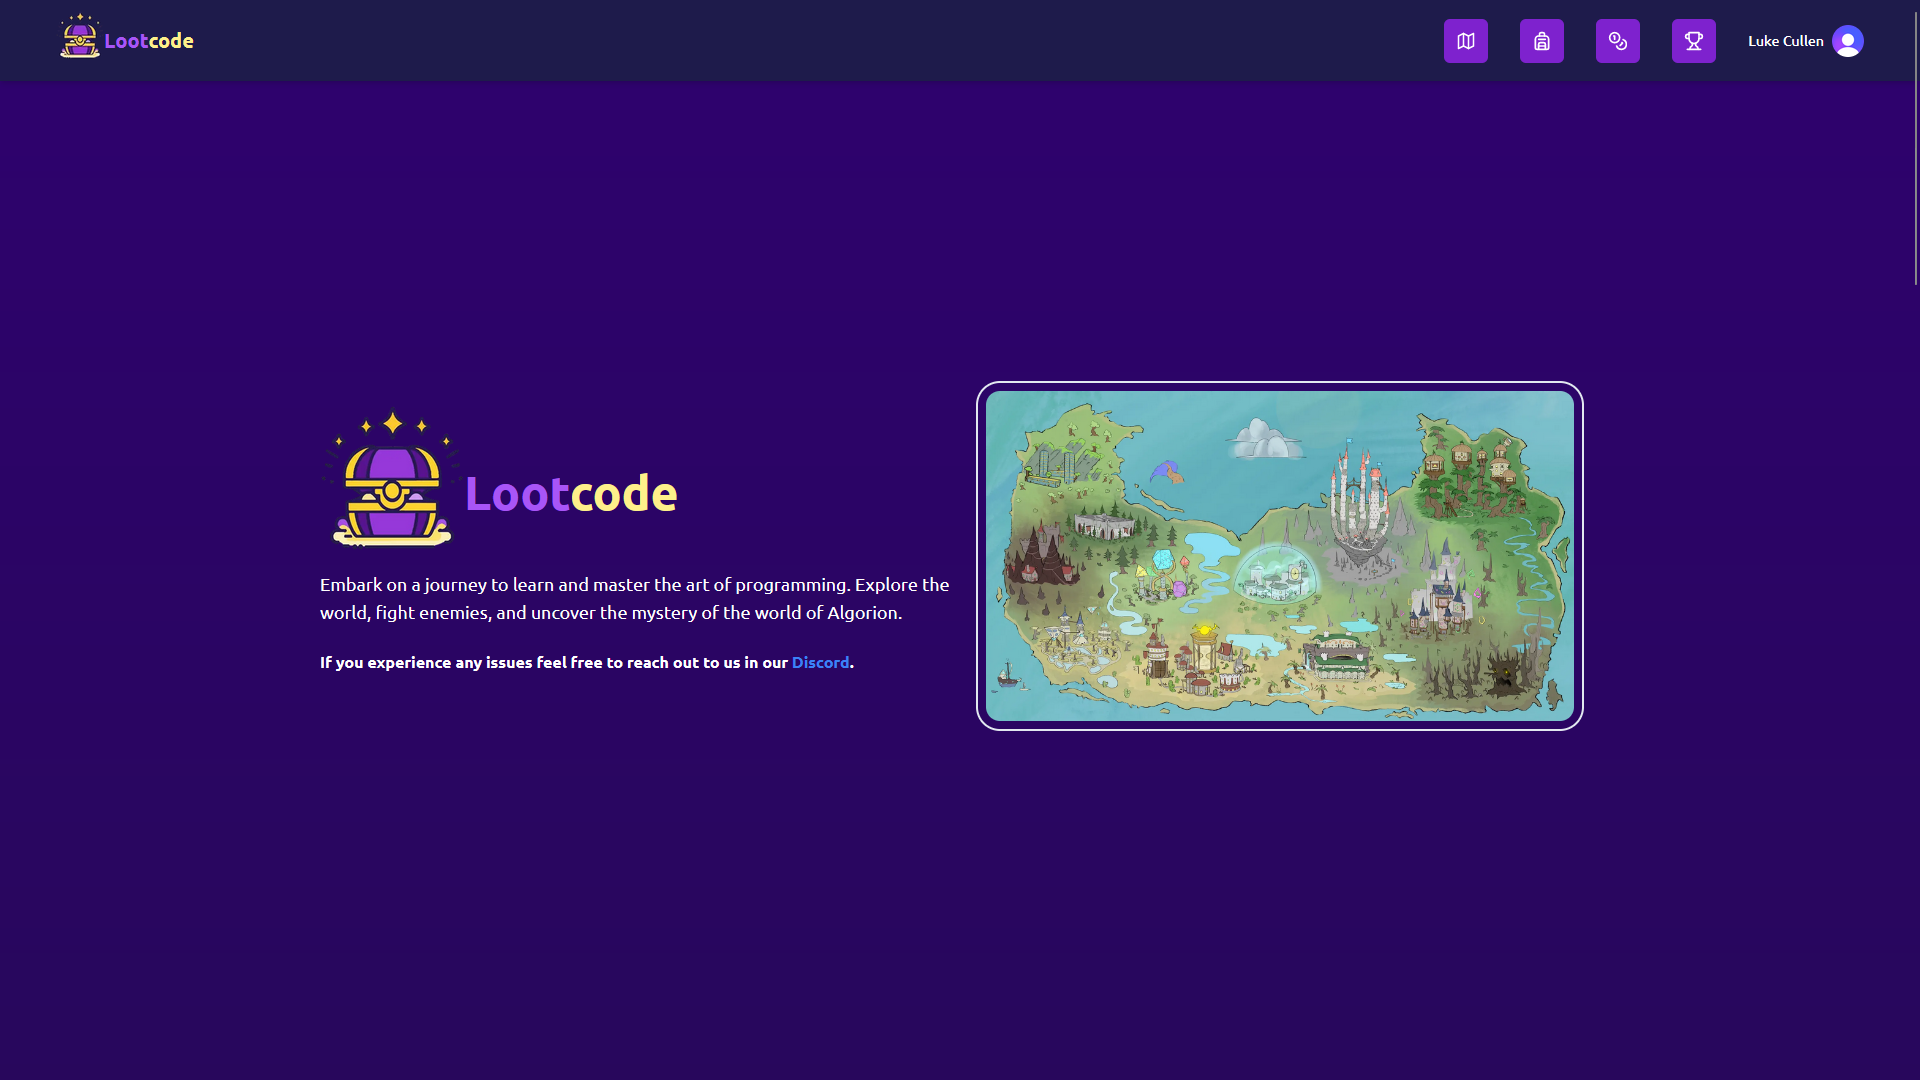 Lootcode
Luke Cullen
Lootcode
Embark on a journey to learn and master the art of programming. Explore the
world, fight enemies, and uncover the mystery of the world of Algorion.
If you experience any issues feel free to reach out to us in our Discord.